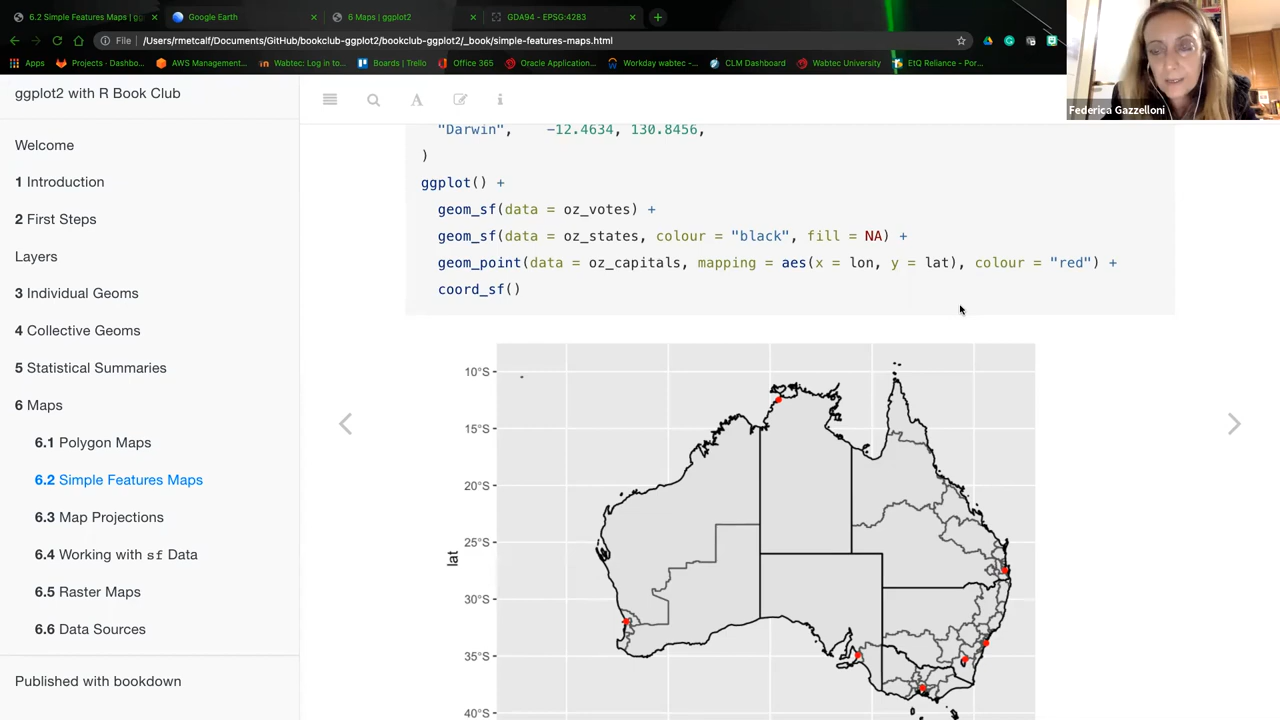 6.2 Simple Features Maps | gg
Google Earth
6 Maps | ggplot2
GDA94 - EPSG:4283
File /Users/rmetcalf/Documents/GitHub/bookclub-ggplot2/bookclub-ggplot2/_book/simple-features-maps.html
Apps Projects - Dashbo... AWS Management... Wabtec: Log in to... Boards | Trello Office 365 Oracle Application... Workday wabtec -... CLM Dashboard Wabtec University EtQ Reliance - Por...
Federica Gazzelloni
ggplot2 with R Book Club
Welcome
1 Introduction
2 First Steps
Layers
3 Individual Geoms
4 Collective Geoms
5 Statistical Summaries
6 Maps
6.1 Polygon Maps
6.2 Simple Features Maps
6.3 Map Projections
6.4 Working with sf Data
6.5 Raster Maps
6.6 Data Sources
Published with bookdown
"Darwin", -12.4634, 130.8456,
)
ggplot() +
geom_sf(data = oz_votes) +
geom_sf(data = oz_states, colour = "black", fill = NA) +
geom_point(data = oz_capitals, mapping = aes(x = lon, y = lat), colour = "red") +
coord_sf()
10°S
15°S
20°S
25°S
30°S
35°S
40°S
lat